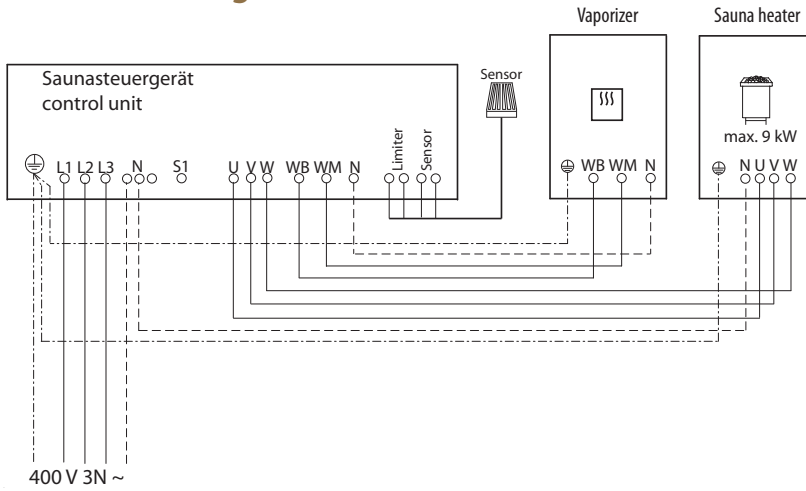 g
Vaporizer
Sauna heater
Saunasteuergerät
control unit
Sensor
max. 9 kW
L1 L2 L3 N S1 U V W WB WM N
Limiter
Sensor
WB WM N
N U V W
400 V 3N ~